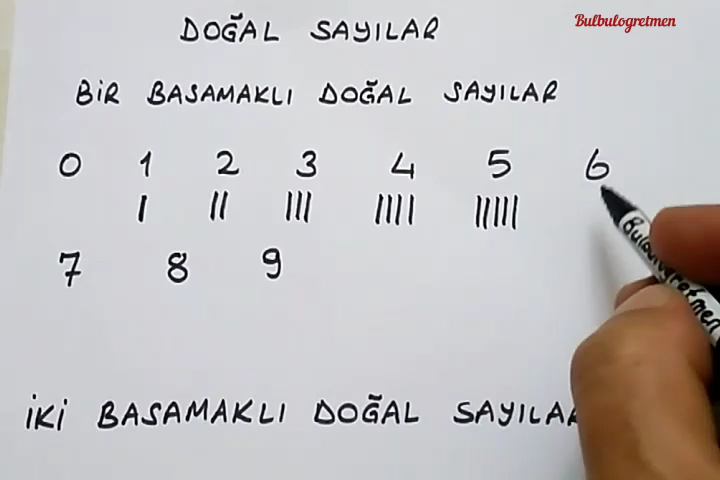 Bulbulogretmen
DOĞAL SAYILAR
BİR BASAMAKLI DOĞAL SAYILAR
0 1 2 3 4 5 6
I II III IIII IIIII
7 8 9
İKİ BASAMAKLI DOĞAL SAYILAR
Bulbulogretmen